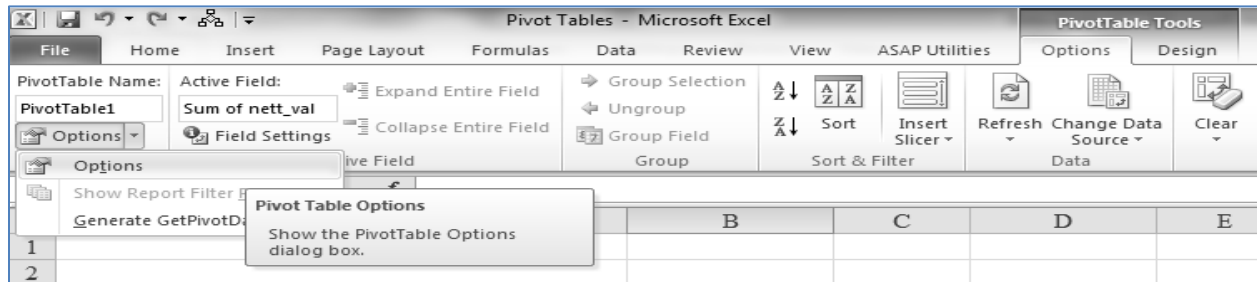 Pivot Tables - Microsoft Excel
PivotTable Tools
File Home Insert Page Layout Formulas Data Review View ASAP Utilities Options Design
PivotTable Name:
PivotTable1
Options
Active Field:
Sum of nett_val
Field Settings
Expand Entire Field
Collapse Entire Field
ive Field
Group Selection
Ungroup
Group Field
Group
Sort
Insert
Slicer
Sort & Filter
Refresh
Change Data
Source
Data
Clear
Options
Show Report Filter
Generate GetPivotD
Pivot Table Options
Show the PivotTable Options
dialog box.
B C D E
1
2